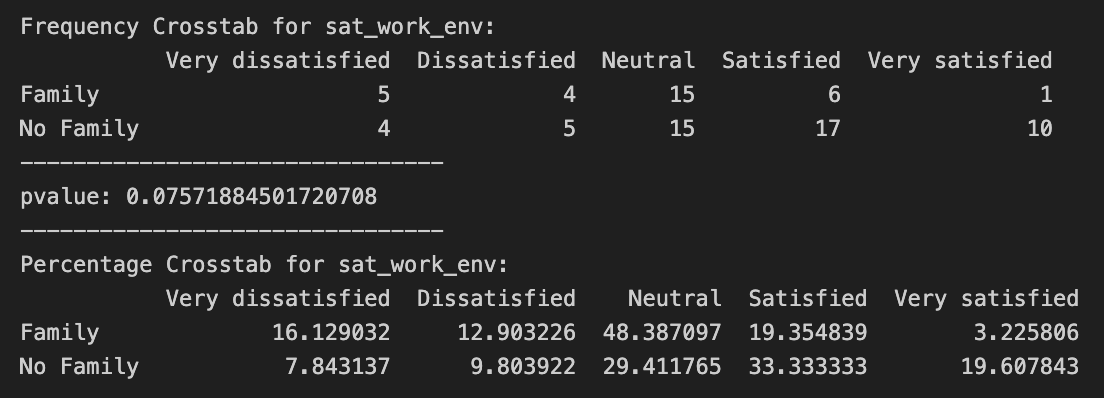 Frequency Crosstab for sat_work_env:
Very dissatisfied Dissatisfied Neutral Satisfied Very satisfied
Family 5 4 15 6 1
No Family 4 5 15 17 10
--------------------------------
pvalue: 0.07571884501720708
--------------------------------
Percentage Crosstab for sat_work_env:
Very dissatisfied Dissatisfied Neutral Satisfied Very satisfied
Family 16.129032 12.903226 48.387097 19.354839 3.225806
No Family 7.843137 9.803922 29.411765 33.333333 19.607843